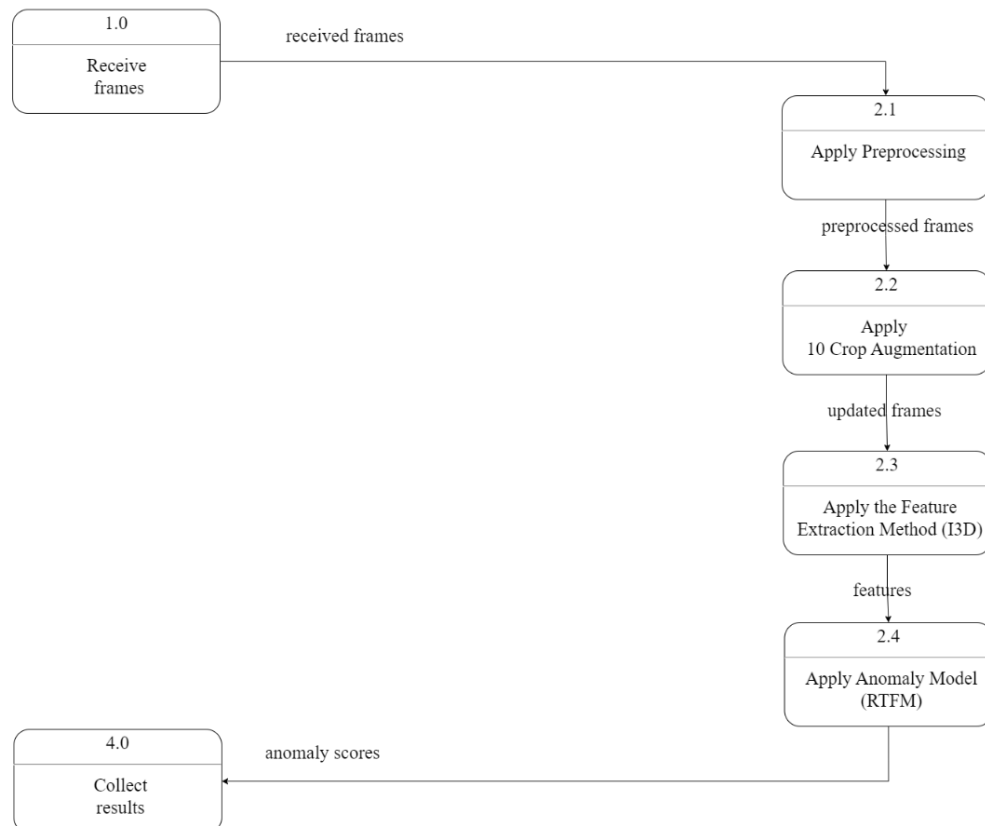 1.0
Receive
frames
received frames
2.1
Apply Preprocessing
preprocessed frames
2.2
Apply
10 Crop Augmentation
updated frames
2.3
Apply the Feature
Extraction Method (I3D)
features
2.4
Apply Anomaly Model
(RTFM)
anomaly scores
4.0
Collect
results